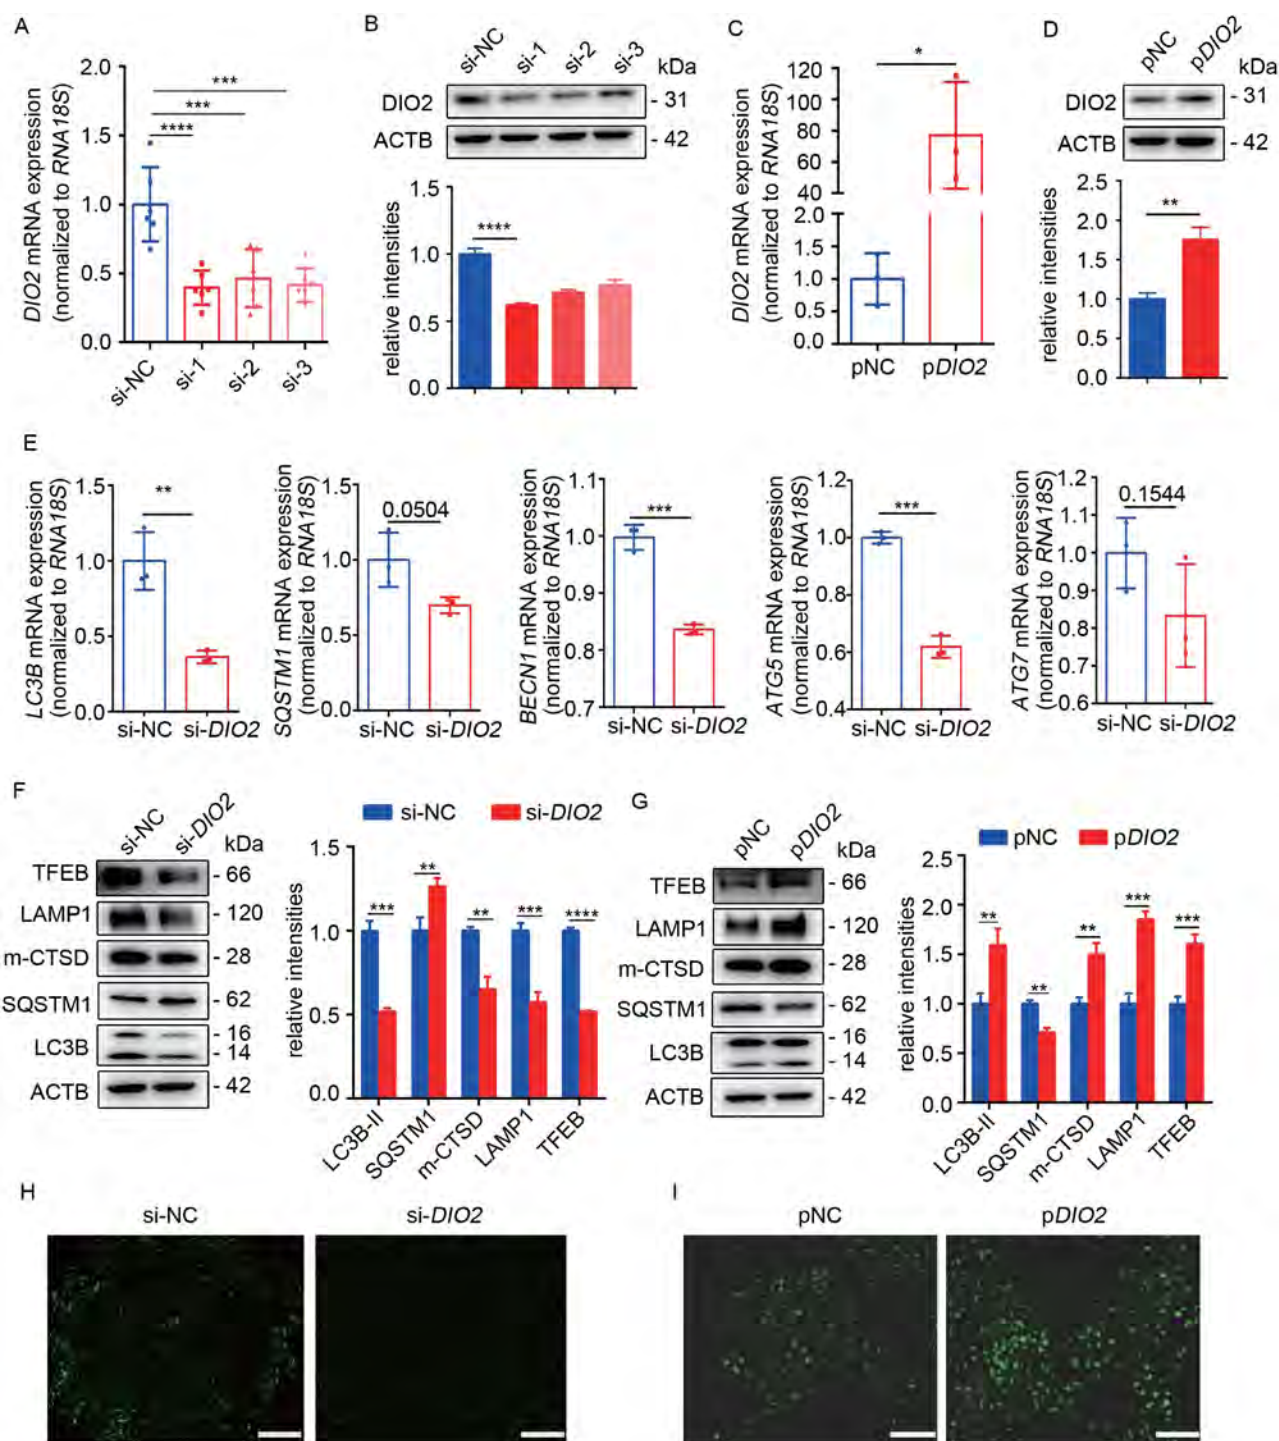 A
DIO2 mRNA expression
(normalized to RNA18S)
2.0
1.5
1.0
0.5
0.0
***
***
****
si-NC
si-1
si-2
si-3
B
si-NC
si-1
si-2
si-3
kDa
DIO2
- 31
ACTB
- 42
relative intensities
1.5
1.0
0.5
0.0
****
C
DIO2 mRNA expression
(normalized to RNA18S)
120
100
80
60
40
2.0
1.5
1.0
0.5
0.0
*
pNC
pDIO2
D
pNC
pDIO2
kDa
DIO2
- 31
ACTB
- 42
relative intensities
2.5
2.0
1.5
1.0
0.5
0.0
**
E
LC3B mRNA expression
(normalized to RNA18S)
1.5
1.0
0.5
0.0
**
si-NC
si-DIO2
SQSTM1 mRNA expression
(normalized to RNA18S)
1.5
1.0
0.5
0.0
0.0504
si-NC
si-DIO2
BECN1 mRNA expression
(normalized to RNA18S)
1.1
1.0
0.9
0.8
0.7
***
si-NC
si-DIO2
ATG5 mRNA expression
(normalized to RNA18S)
1.2
1.0
0.8
0.6
0.4
***
si-NC
si-DIO2
ATG7 mRNA expression
(normalized to RNA18S)
1.2
1.1
1.0
0.9
0.8
0.7
0.6
0.1544
si-NC
si-DIO2
F
si-NC
si-DIO2
kDa
TFEB
- 66
LAMP1
- 120
m-CTSD
- 28
SQSTM1
- 62
LC3B
- 16
- 14
ACTB
- 42
si-NC
si-DIO2
relative intensities
1.5
1.0
0.5
0.0
***
**
**
***
****
LC3B-II
SQSTM1
m-CTSD
LAMP1
TFEB
G
pNC
pDIO2
kDa
TFEB
- 66
LAMP1
- 120
m-CTSD
- 28
SQSTM1
- 62
LC3B
- 16
- 14
ACTB
- 42
pNC
pDIO2
relative intensities
2.5
2.0
1.5
1.0
0.5
0.0
**
**
**
***
***
LC3B-II
SQSTM1
m-CTSD
LAMP1
TFEB
H
si-NC
si-DIO2
I
pNC
pDIO2